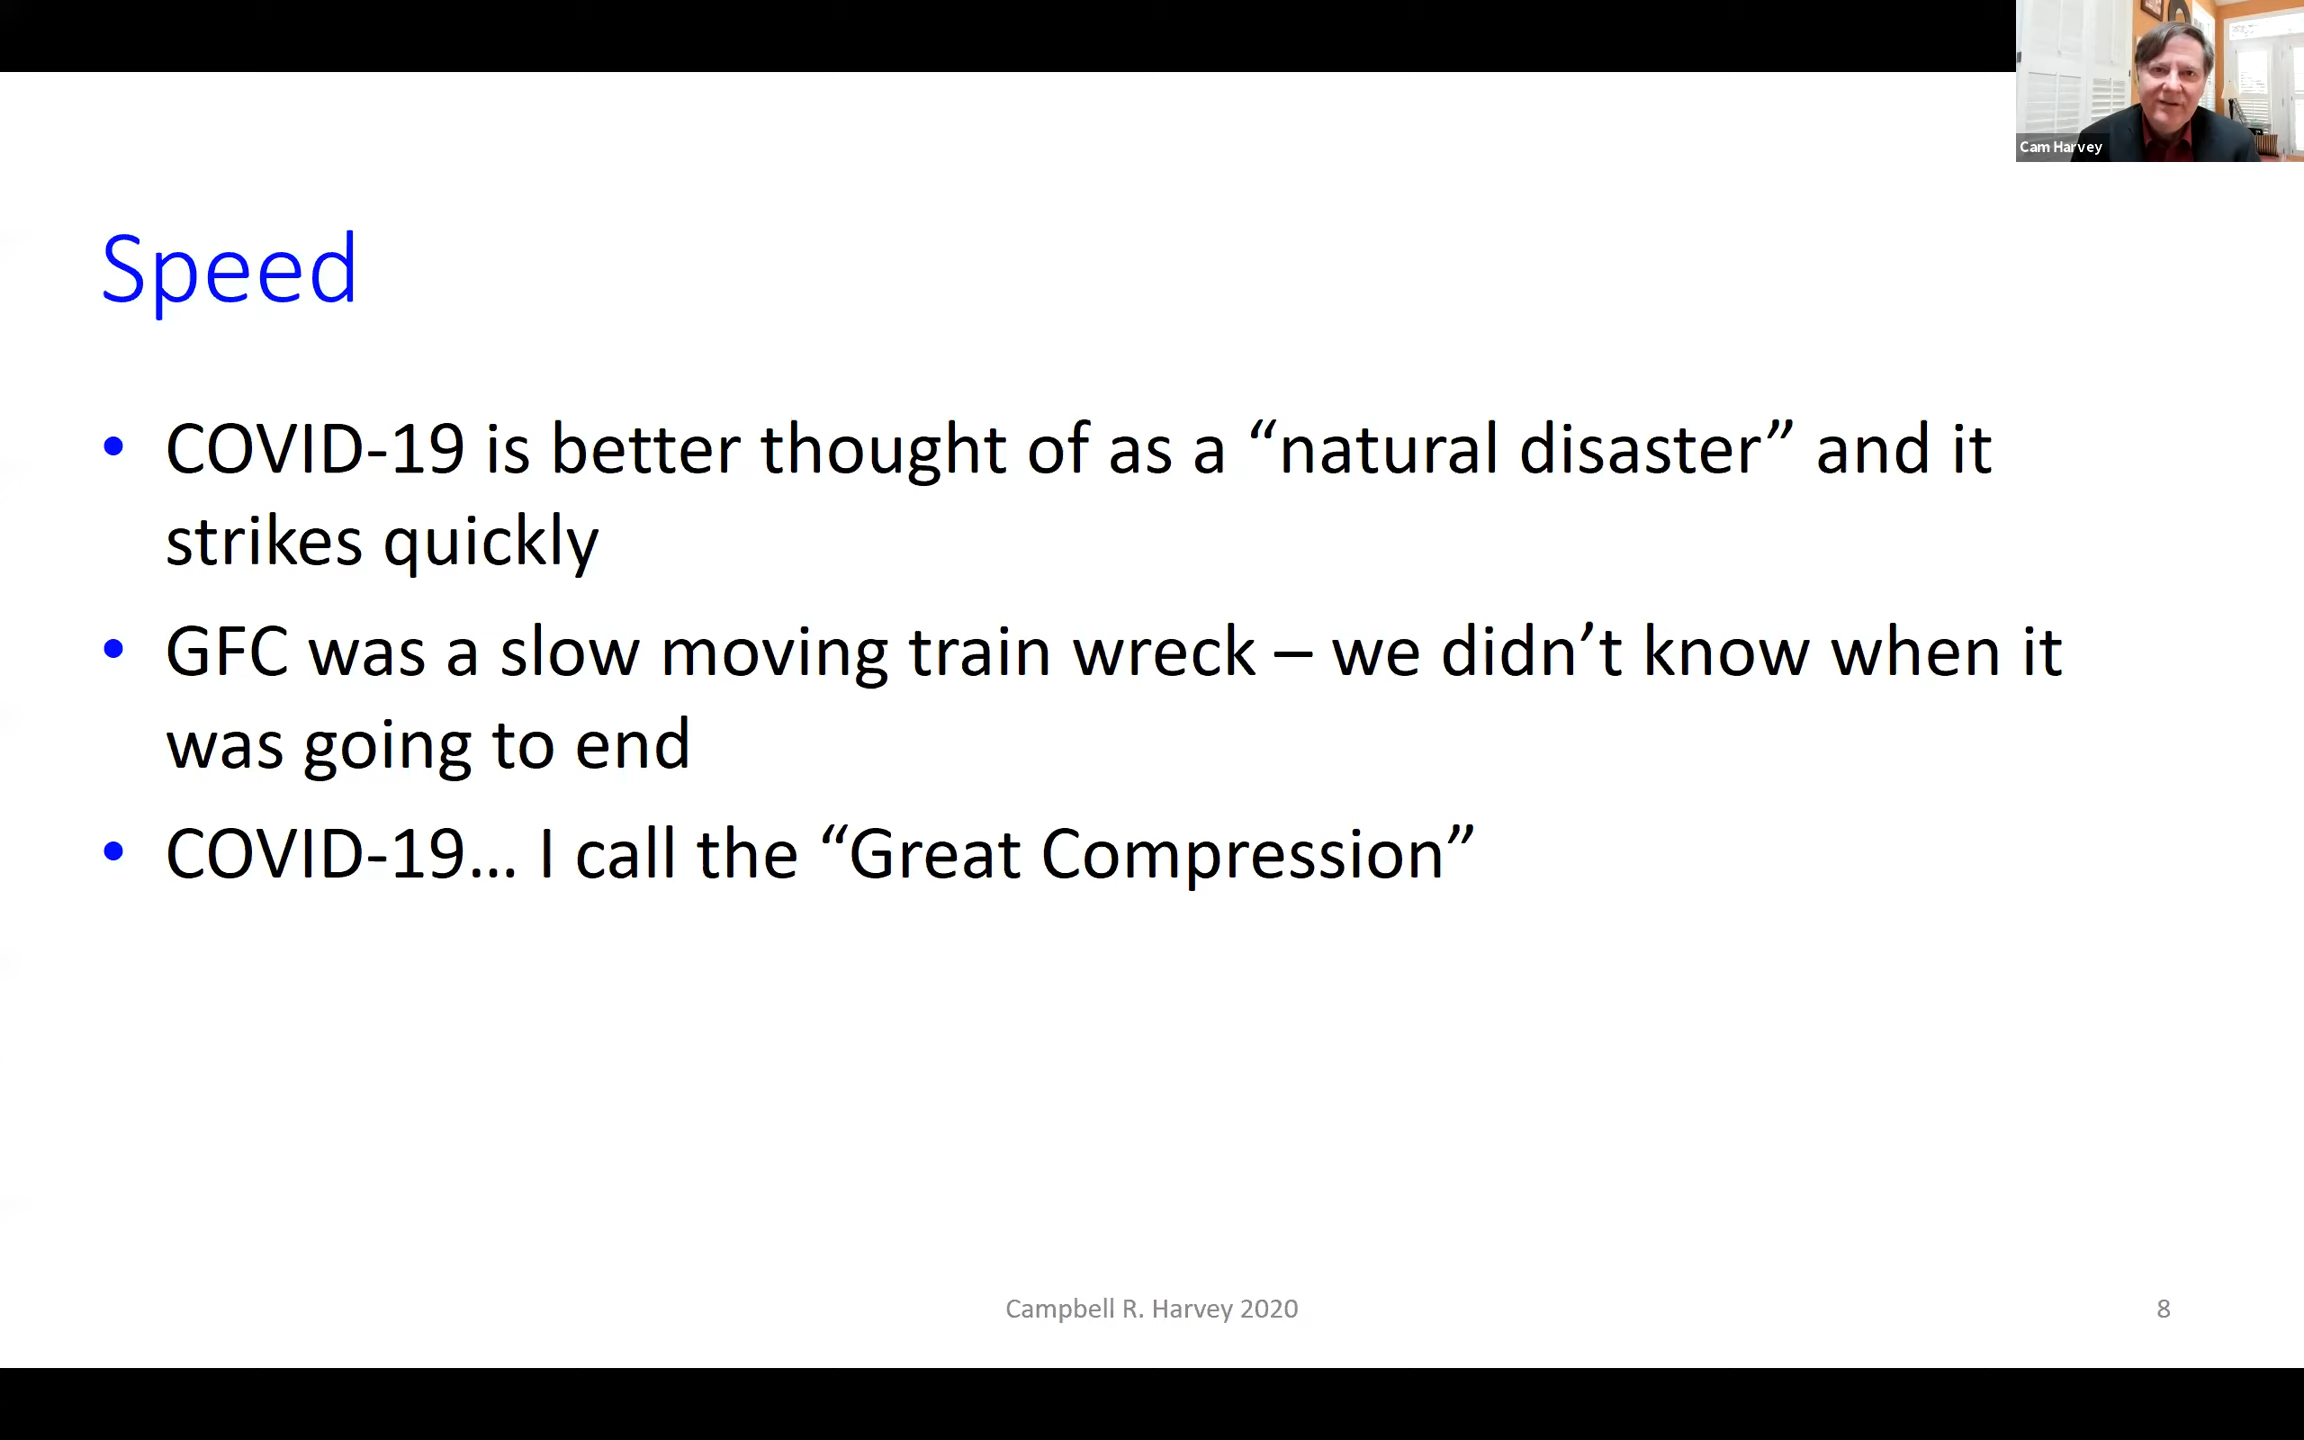 Cam Harvey
Speed
• COVID-19 is better thought of as a “natural disaster” and it
strikes quickly
• GFC was a slow moving train wreck – we didn’t know when it
was going to end
• COVID-19… I call the “Great Compression”
Campbell R. Harvey 2020
8